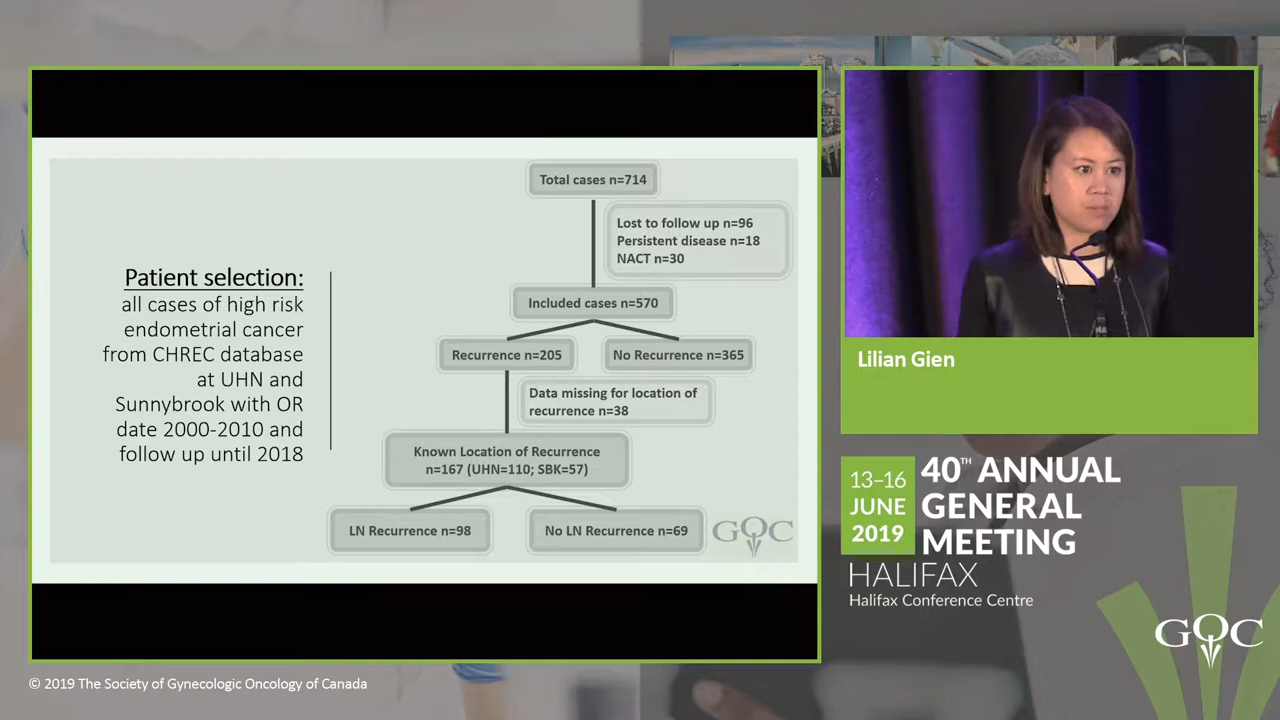 Patient selection:
all cases of high risk
endometrial cancer
from CHREC database
at UHN and
Sunnybrook with OR
date 2000-2010 and
follow up until 2018
Total cases n=714
Lost to follow up n=96
Persistent disease n=18
NACT n=30
Included cases n=570
Recurrence n=205
No Recurrence n=365
Data missing for location of
recurrence n=38
Known Location of Recurrence
n=167 (UHN=110; SBK=57)
LN Recurrence n=98
No LN Recurrence n=69
GOC
Lilian Gien
13–16
JUNE
2019
40TH ANNUAL
GENERAL
MEETING
HALIFAX
Halifax Conference Centre
GOC
© 2019 The Society of Gynecologic Oncology of Canada